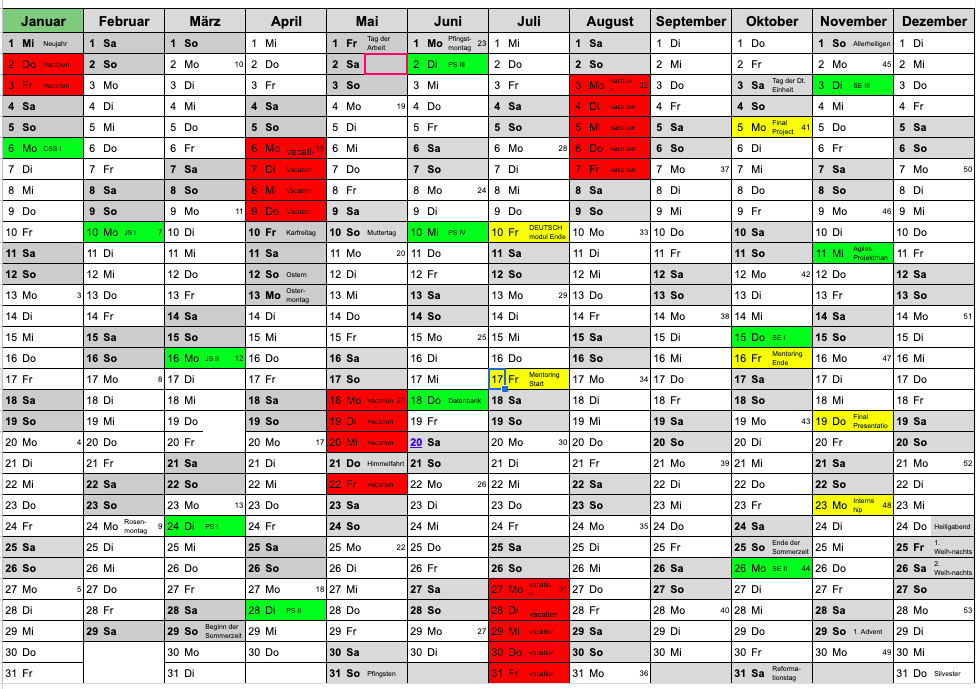 Januar Februar März April Mai Juni Juli August September Oktober November Dezember
1 Mi Neujahr 1 Sa 1 So 1 Mi 1 Fr Tag der Arbeit 1 Mo Pfingst-montag 23 1 Mi 1 Sa 1 Di 1 Do 1 So Allerheiligen 1 Di
2 Do Vacation 2 So 2 Mo 10 2 Do 2 Sa 2 Di PS III 2 Do 2 So 2 Mi 2 Fr 2 Mo 45 2 Mi
3 Fr Vacation 3 Mo 3 Di 3 Fr 3 So 3 Mi 3 Fr 3 Mo vacation 32 3 Do 3 Sa Tag der Dt. Einheit 3 Di SE III 3 Do
4 Sa 4 Di 4 Mi 4 Sa 4 Mo 19 4 Do 4 Sa 4 Di vacation 4 Fr 4 So 4 Mi 4 Fr
5 So 5 Mi 5 Do 5 So 5 Di 5 Fr 5 So 5 Mi vacation 5 Sa 5 Mo Final Project 41 5 Do 5 Sa
6 Mo CSS I 6 Do 6 Fr 6 Mo vacati 15 6 Mi 6 Sa 6 Mo 28 6 Do vacation 6 So 6 Di 6 Fr 6 So
7 Di 7 Fr 7 Sa 7 Di Vacation 7 Do 7 So 7 Di 7 Fr vacation 7 Mo 37 7 Mi 7 Sa 7 Mo 50
8 Mi 8 Sa 8 So 8 Mi Vacation 8 Fr 8 Mo 24 8 Mi 8 Sa 8 Di 8 Do 8 So 8 Di
9 Do 9 So 9 Mo 11 9 Do Vacation 9 Sa 9 Di 9 Do 9 So 9 Mi 9 Fr 9 Mo 46 9 Mi
10 Fr 10 Mo JS I 7 10 Di 10 Fr Karfreitag 10 So Muttertag 10 Mi PS IV 10 Fr DEUTSCH modul Ende 10 Mo 33 10 Do 10 Sa 10 Di 10 Do
11 Sa 11 Di 11 Mi 11 Sa 11 Mo 20 11 Do 11 Sa 11 Di 11 Fr 11 So 11 Mi Agiles Projektman 11 Fr
12 So 12 Mi 12 Do 12 So Ostern 12 Di 12 Fr 12 So 12 Mi 12 Sa 12 Mo 42 12 Do 12 Sa
13 Mo 3 13 Do 13 Fr 13 Mo Oster-montag 13 Mi 13 Sa 13 Mo 29 13 Do 13 So 13 Di 13 Fr 13 So
14 Di 14 Fr 14 Sa 14 Di 14 Do 14 So 14 Di 14 Fr 14 Mo 38 14 Mi 14 Sa 14 Mo 51
15 Mi 15 Sa 15 So 15 Mi 15 Fr 15 Mo 25 15 Mi 15 Sa 15 Di 15 Do SE I 15 So 15 Di
16 Do 16 So 16 Mo JS II 12 16 Do 16 Sa 16 Di 16 Do 16 So 16 Mi 16 Fr Mentoring Ende 16 Mo 47 16 Mi
17 Fr 17 Mo 8 17 Di 17 Fr 17 So 17 Mi 17 Fr Mentoring Start 17 Mo 34 17 Do 17 Sa 17 Di 17 Do
18 Sa 18 Di 18 Mi 18 Sa 18 Mo Vacation 21 18 Do Datenbank 18 Sa 18 Di 18 Fr 18 So 18 Mi 18 Fr
19 So 19 Mi 19 Do 19 So 19 Di Vacation 19 Fr 19 So 19 Mi 19 Sa 19 Mo 43 19 Do Final Presentatio 19 Sa
20 Mo 4 20 Do 20 Fr 20 Mo 17 20 Mi Vacation 20 Sa 20 Mo 30 20 Do 20 So 20 Di 20 Fr 20 So
21 Di 21 Fr 21 Sa 21 Di 21 Do Himmelfahrt 21 So 21 Di 21 Fr 21 Mo 39 21 Mi 21 Sa 21 Mo 52
22 Mi 22 Sa 22 So 22 Mi 22 Fr Vacation 22 Mo 26 22 Mi 22 Sa 22 Di 22 Do 22 So 22 Di
23 Do 23 So 23 Mo 13 23 Do 23 Sa 23 Di 23 Do 23 So 23 Mi 23 Fr 23 Mo Interns hip 48 23 Mi
24 Fr 24 Mo Rosen-montag 9 24 Di PS I 24 Fr 24 So 24 Mi 24 Fr 24 Mo 35 24 Do 24 Sa 24 Di 24 Do Heiligabend
25 Sa 25 Di 25 Mi 25 Sa 25 Mo 22 25 Do 25 Sa 25 Di 25 Fr 25 So Ende der Sommerzeit 25 Mi 25 Fr 1. Weih-nachts
26 So 26 Mi 26 Do 26 So 26 Di 26 Fr 26 So 26 Mi 26 Sa 26 Mo SE II 44 26 Do 26 Sa 2. Weih-nachts
27 Mo 5 27 Do 27 Fr 27 Mo 18 27 Mi 27 Sa 27 Mo vacation 31 27 Do 27 So 27 Di 27 Fr 27 So
28 Di 28 Fr 28 Sa 28 Di PS II 28 Do 28 So 28 Di vacation 28 Fr 28 Mo 40 28 Mi 28 Sa 28 Mo 53
29 Mi 29 Sa 29 So Beginn der Sommerzeit 29 Mi 29 Fr 29 Mo 27 29 Mi vacation 29 Sa 29 Di 29 Do 29 So 1. Advent 29 Di
30 Do 30 Mo 30 Do 30 Sa 30 Di 30 Do vacation 30 So 30 Mi 30 Fr 30 Mo 49 30 Mi
31 Fr 31 Di 31 So Pfingsten 31 Fr vacation 31 Mo 36 31 Sa Reforma-tionstag 31 Do Silvester